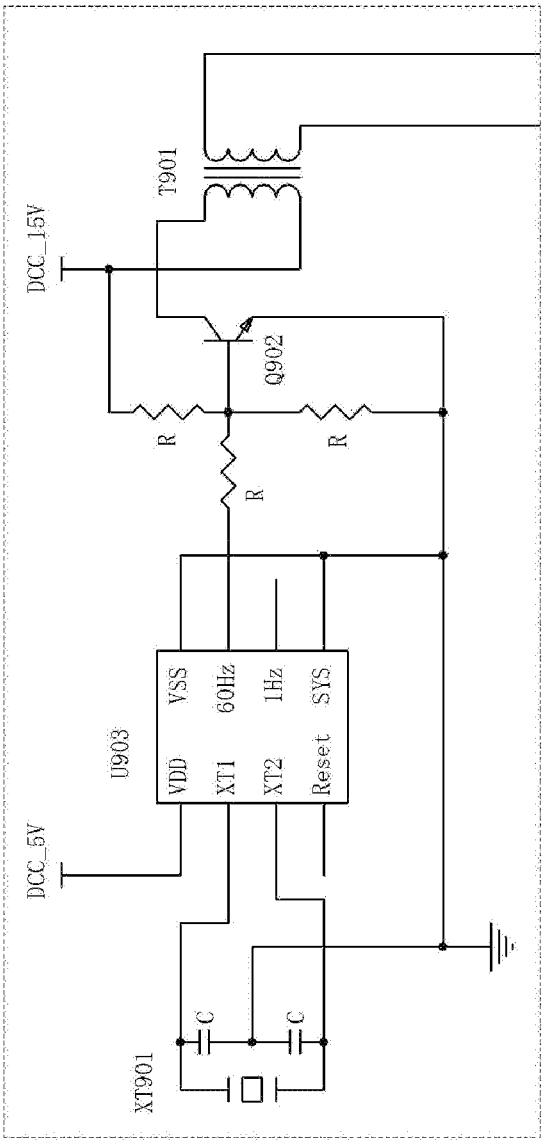 DCC_15V
T901
Q902
R
R
R
DCC_5V
U903
VDD
VSS
XT1
60Hz
XT2
1Hz
Reset
SYS
XT901
C
C